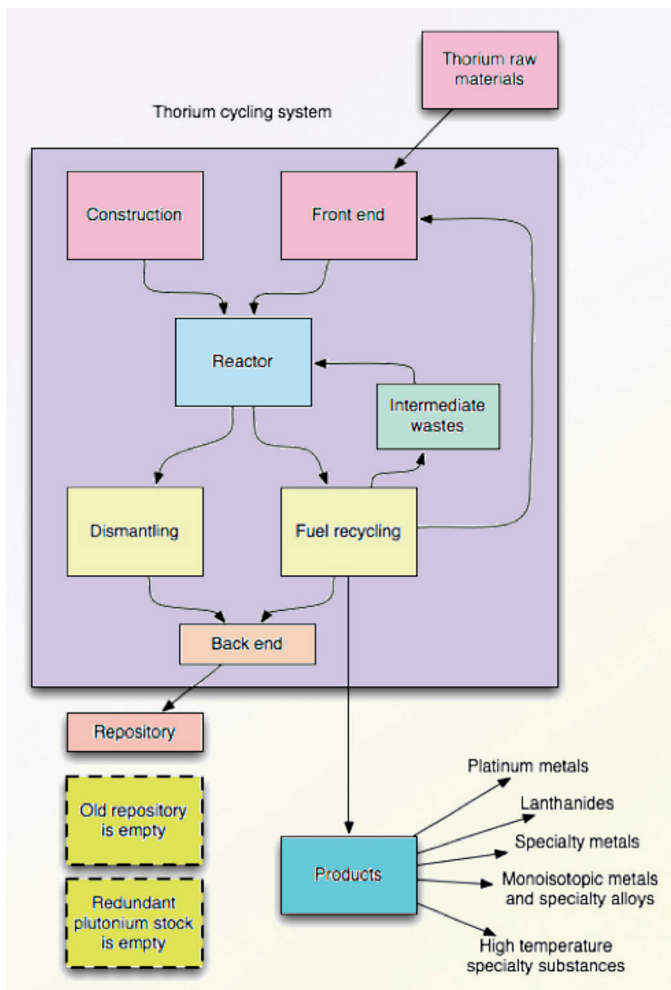 Thorium raw
materials
Thorium cycling system
Construction
Front end
Reactor
Intermediate
wastes
Dismantling
Fuel recycling
Back end
Repository
Old repository
is empty
Redundant
plutonium stock
is empty
Products
Platinum metals
Lanthanides
Specialty metals
Monoisotopic metals
and specialty alloys
High temperature
specialty substances